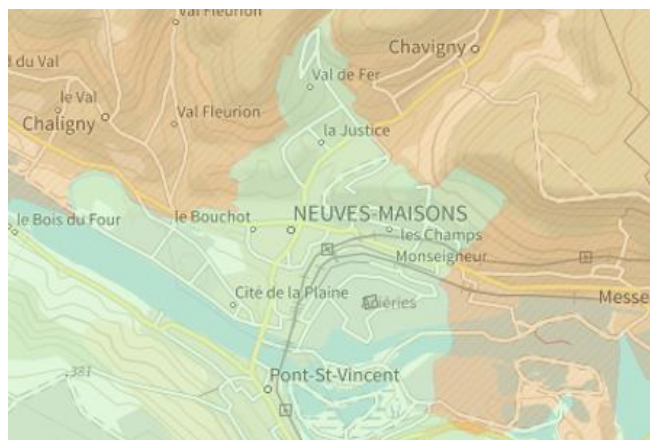 Val Fleurion
Chavigny
d du Val
Val de Fer
le Val
Val Fleurion
Chaligny
la Justice
le Bois du Four
le Bouchot
NEUVES-MAISONS
les Champs
Monseigneur
Cité de la Plaine
Aciéries
Messe
381
Pont-St-Vincent